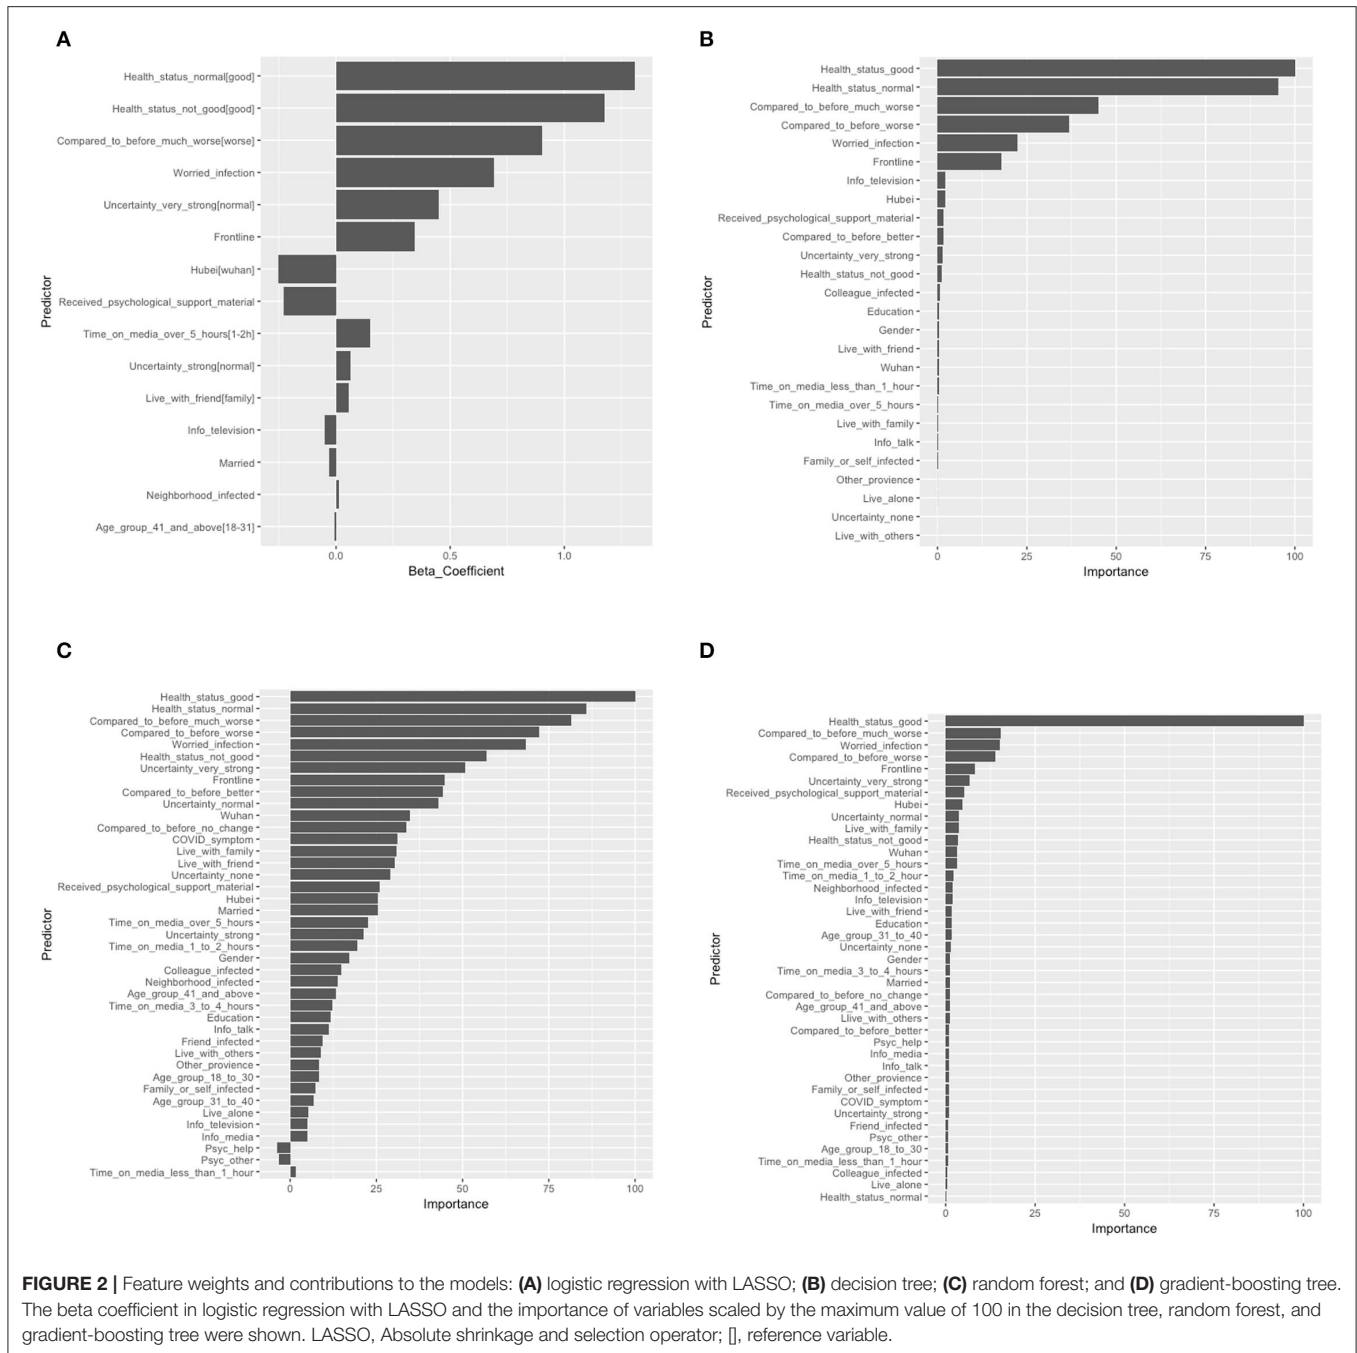 A
Health_status_normal[good]
Health_status_not_good[good]
Compared_to_before_much_worse[worse]
Worried_infection
Uncertainty_very_strong[normal]
Frontline
Hubei[wuhan]
Received_psychological_support_material
Time_on_media_over_5_hours[1-2h]
Uncertainty_strong[normal]
Live_with_friend[family]
Info_television
Married
Neighborhood_infected
Age_group_41_and_above[18-31]
Predictor
0.0 0.5 1.0
Beta_Coefficient
B
Health_status_good
Health_status_normal
Compared_to_before_much_worse
Compared_to_before_worse
Worried_infection
Frontline
Info_television
Hubei
Received_psychological_support_material
Compared_to_before_better
Uncertainty_very_strong
Health_status_not_good
Colleague_infected
Education
Gender
Live_with_friend
Wuhan
Time_on_media_less_than_1_hour
Time_on_media_over_5_hours
Live_with_family
Info_talk
Family_or_self_infected
Other_provience
Live_alone
Uncertainty_none
Live_with_others
Predictor
0 25 50 75 100
Importance
C
Health_status_good
Health_status_normal
Compared_to_before_much_worse
Compared_to_before_worse
Worried_infection
Health_status_not_good
Uncertainty_very_strong
Frontline
Compared_to_before_better
Uncertainty_normal
Wuhan
Compared_to_before_no_change
COVID_symptom
Live_with_family
Live_with_friend
Uncertainty_none
Received_psychological_support_material
Hubei
Married
Time_on_media_over_5_hours
Uncertainty_strong
Time_on_media_1_to_2_hours
Gender
Colleague_infected
Neighborhood_infected
Age_group_41_and_above
Time_on_media_3_to_4_hours
Education
Info_talk
Friend_infected
Live_with_others
Other_provience
Age_group_18_to_30
Family_or_self_infected
Age_group_31_to_40
Live_alone
Info_television
Info_media
Psyc_help
Psyc_other
Time_on_media_less_than_1_hour
Predictor
0 25 50 75 100
Importance
D
Health_status_good
Compared_to_before_much_worse
Worried_infection
Compared_to_before_worse
Frontline
Uncertainty_very_strong
Received_psychological_support_material
Hubei
Uncertainty_normal
Live_with_family
Health_status_not_good
Wuhan
Time_on_media_over_5_hours
Time_on_media_1_to_2_hour
Neighborhood_infected
Info_television
Live_with_friend
Education
Age_group_31_to_40
Uncertainty_none
Gender
Time_on_media_3_to_4_hours
Married
Compared_to_before_no_change
Age_group_41_and_above
Llive_with_others
Compared_to_before_better
Psyc_help
Info_media
Info_talk
Other_provience
Family_or_self_infected
COVID_symptom
Uncertainty_strong
Friend_infected
Psyc_other
Age_group_18_to_30
Time_on_media_less_than_1_hour
Colleague_infected
Live_alone
Health_status_normal
Predictor
0 25 50 75 100
Importance
FIGURE 2 | Feature weights and contributions to the models: (A) logistic regression with LASSO; (B) decision tree; (C) random forest; and (D) gradient-boosting tree.
The beta coefficient in logistic regression with LASSO and the importance of variables scaled by the maximum value of 100 in the decision tree, random forest, and
gradient-boosting tree were shown. LASSO, Absolute shrinkage and selection operator; [], reference variable.